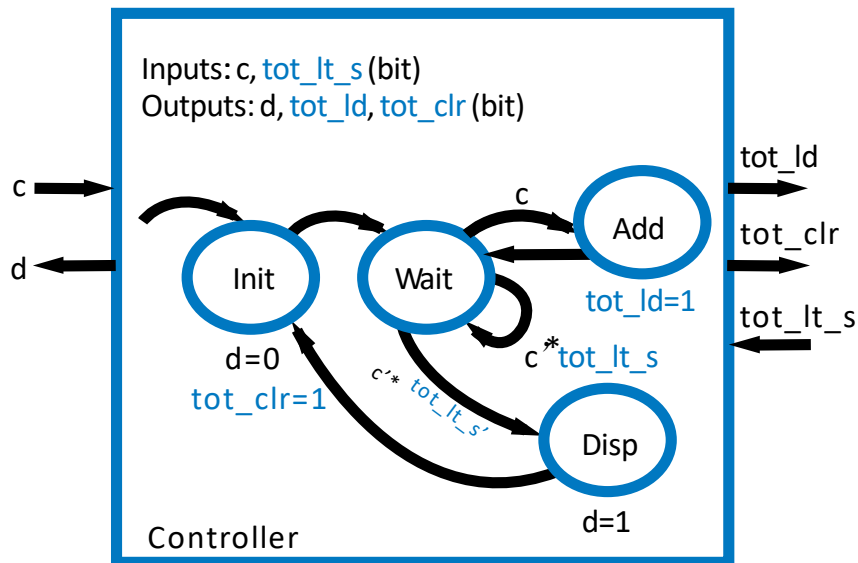 Inputs: c, tot_lt_s (bit)
Outputs: d, tot_ld, tot_clr (bit)
c
d
tot_ld
tot_clr
tot_lt_s
c
Add
Init
Wait
tot_ld=1
d=0
tot_clr=1
c'*tot_lt_s
c'* tot_lt_s'
Disp
d=1
Controller